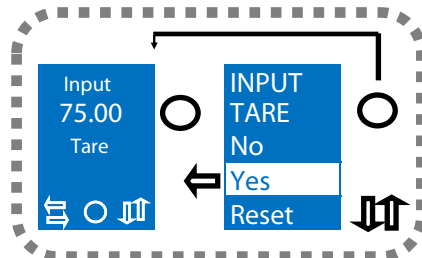 Input
75.00
Tare
INPUT
TARE
No
Yes
Reset